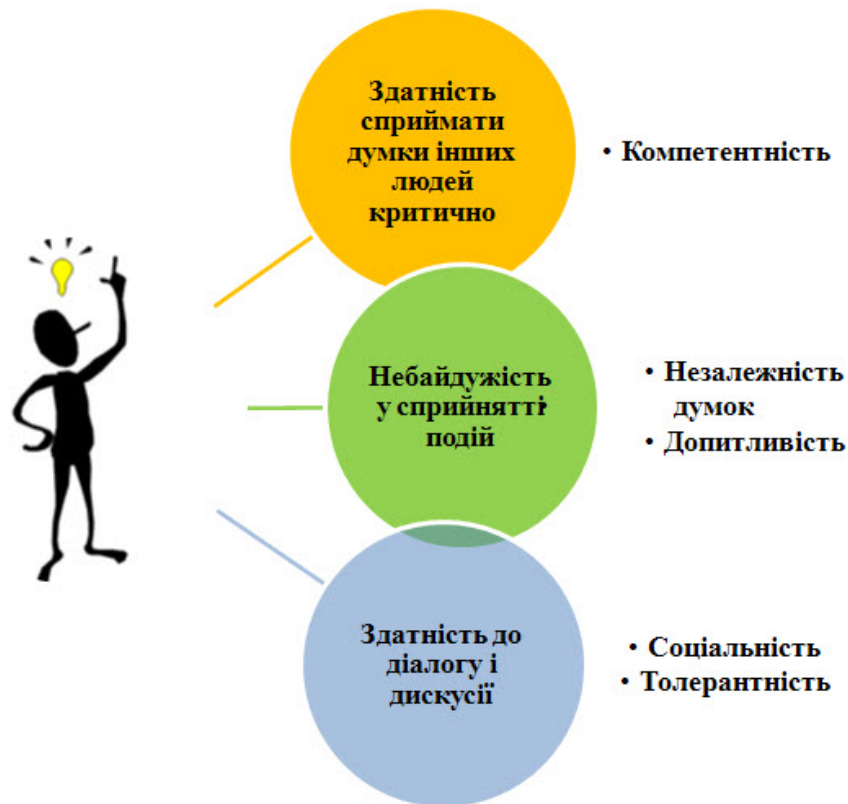 Здатність
сприймати
думки інших
людей
критично
• Компетентність
Небайдужість
у сприйнятті
подій
• Незалежність
думок
• Допитливість
Здатність до
діалогу і
дискусії
• Соціальність
• Толерантність